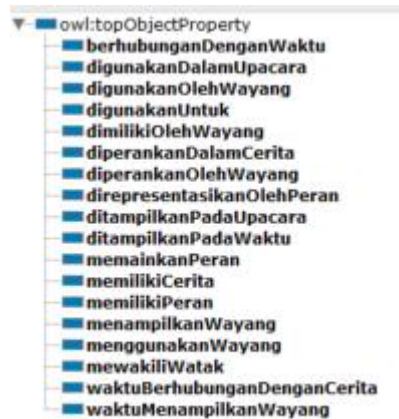 owl:topObjectProperty
berhubunganDenganWaktu
digunakanDalamUpacara
digunakanOlehWayang
digunakanUntuk
dimilikiOlehWayang
diperankanDalamCerita
diperankanOlehWayang
direpresentasikanOlehPeran
ditampilkanPadaUpacara
ditampilkanPadaWaktu
memainkanPeran
memilikiCerita
memilikiPeran
menampilkanWayang
menggunakanWayang
mewakiliWatak
waktuBerhubunganDenganCerita
waktuMenampilkanWayang